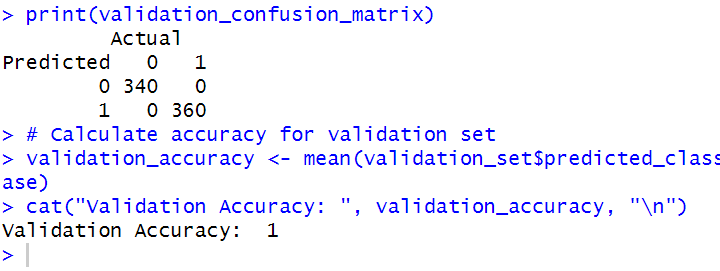 > print(validation_confusion_matrix)
         Actual
Predicted   0   1
        0 340   0
        1   0 360
> # Calculate accuracy for validation set
> validation_accuracy <- mean(validation_set$predicted_class
ase)
> cat("Validation Accuracy: ", validation_accuracy, "\n")
Validation Accuracy:  1
>